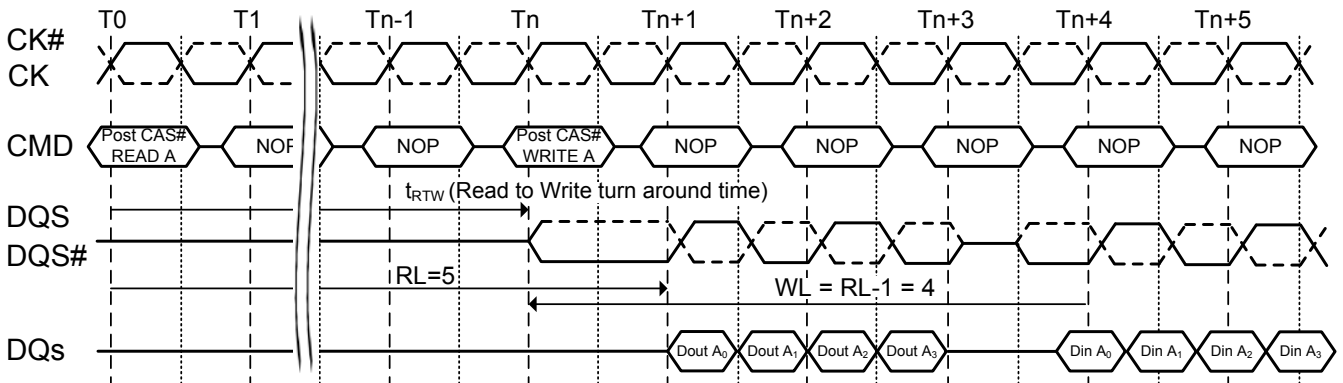 T0 T1 Tn-1 Tn Tn+1 Tn+2 Tn+3 Tn+4 Tn+5
CK#
CK
CMD
Post CAS#
READ A
NOP
NOP
Post CAS#
WRITE A
NOP
NOP
NOP
NOP
NOP
tRTW (Read to Write turn around time)
DQS
DQS#
RL=5
WL = RL-1 = 4
DQs
Dout A0 Dout A1 Dout A2 Dout A3 Din A0 Din A1 Din A2 Din A3